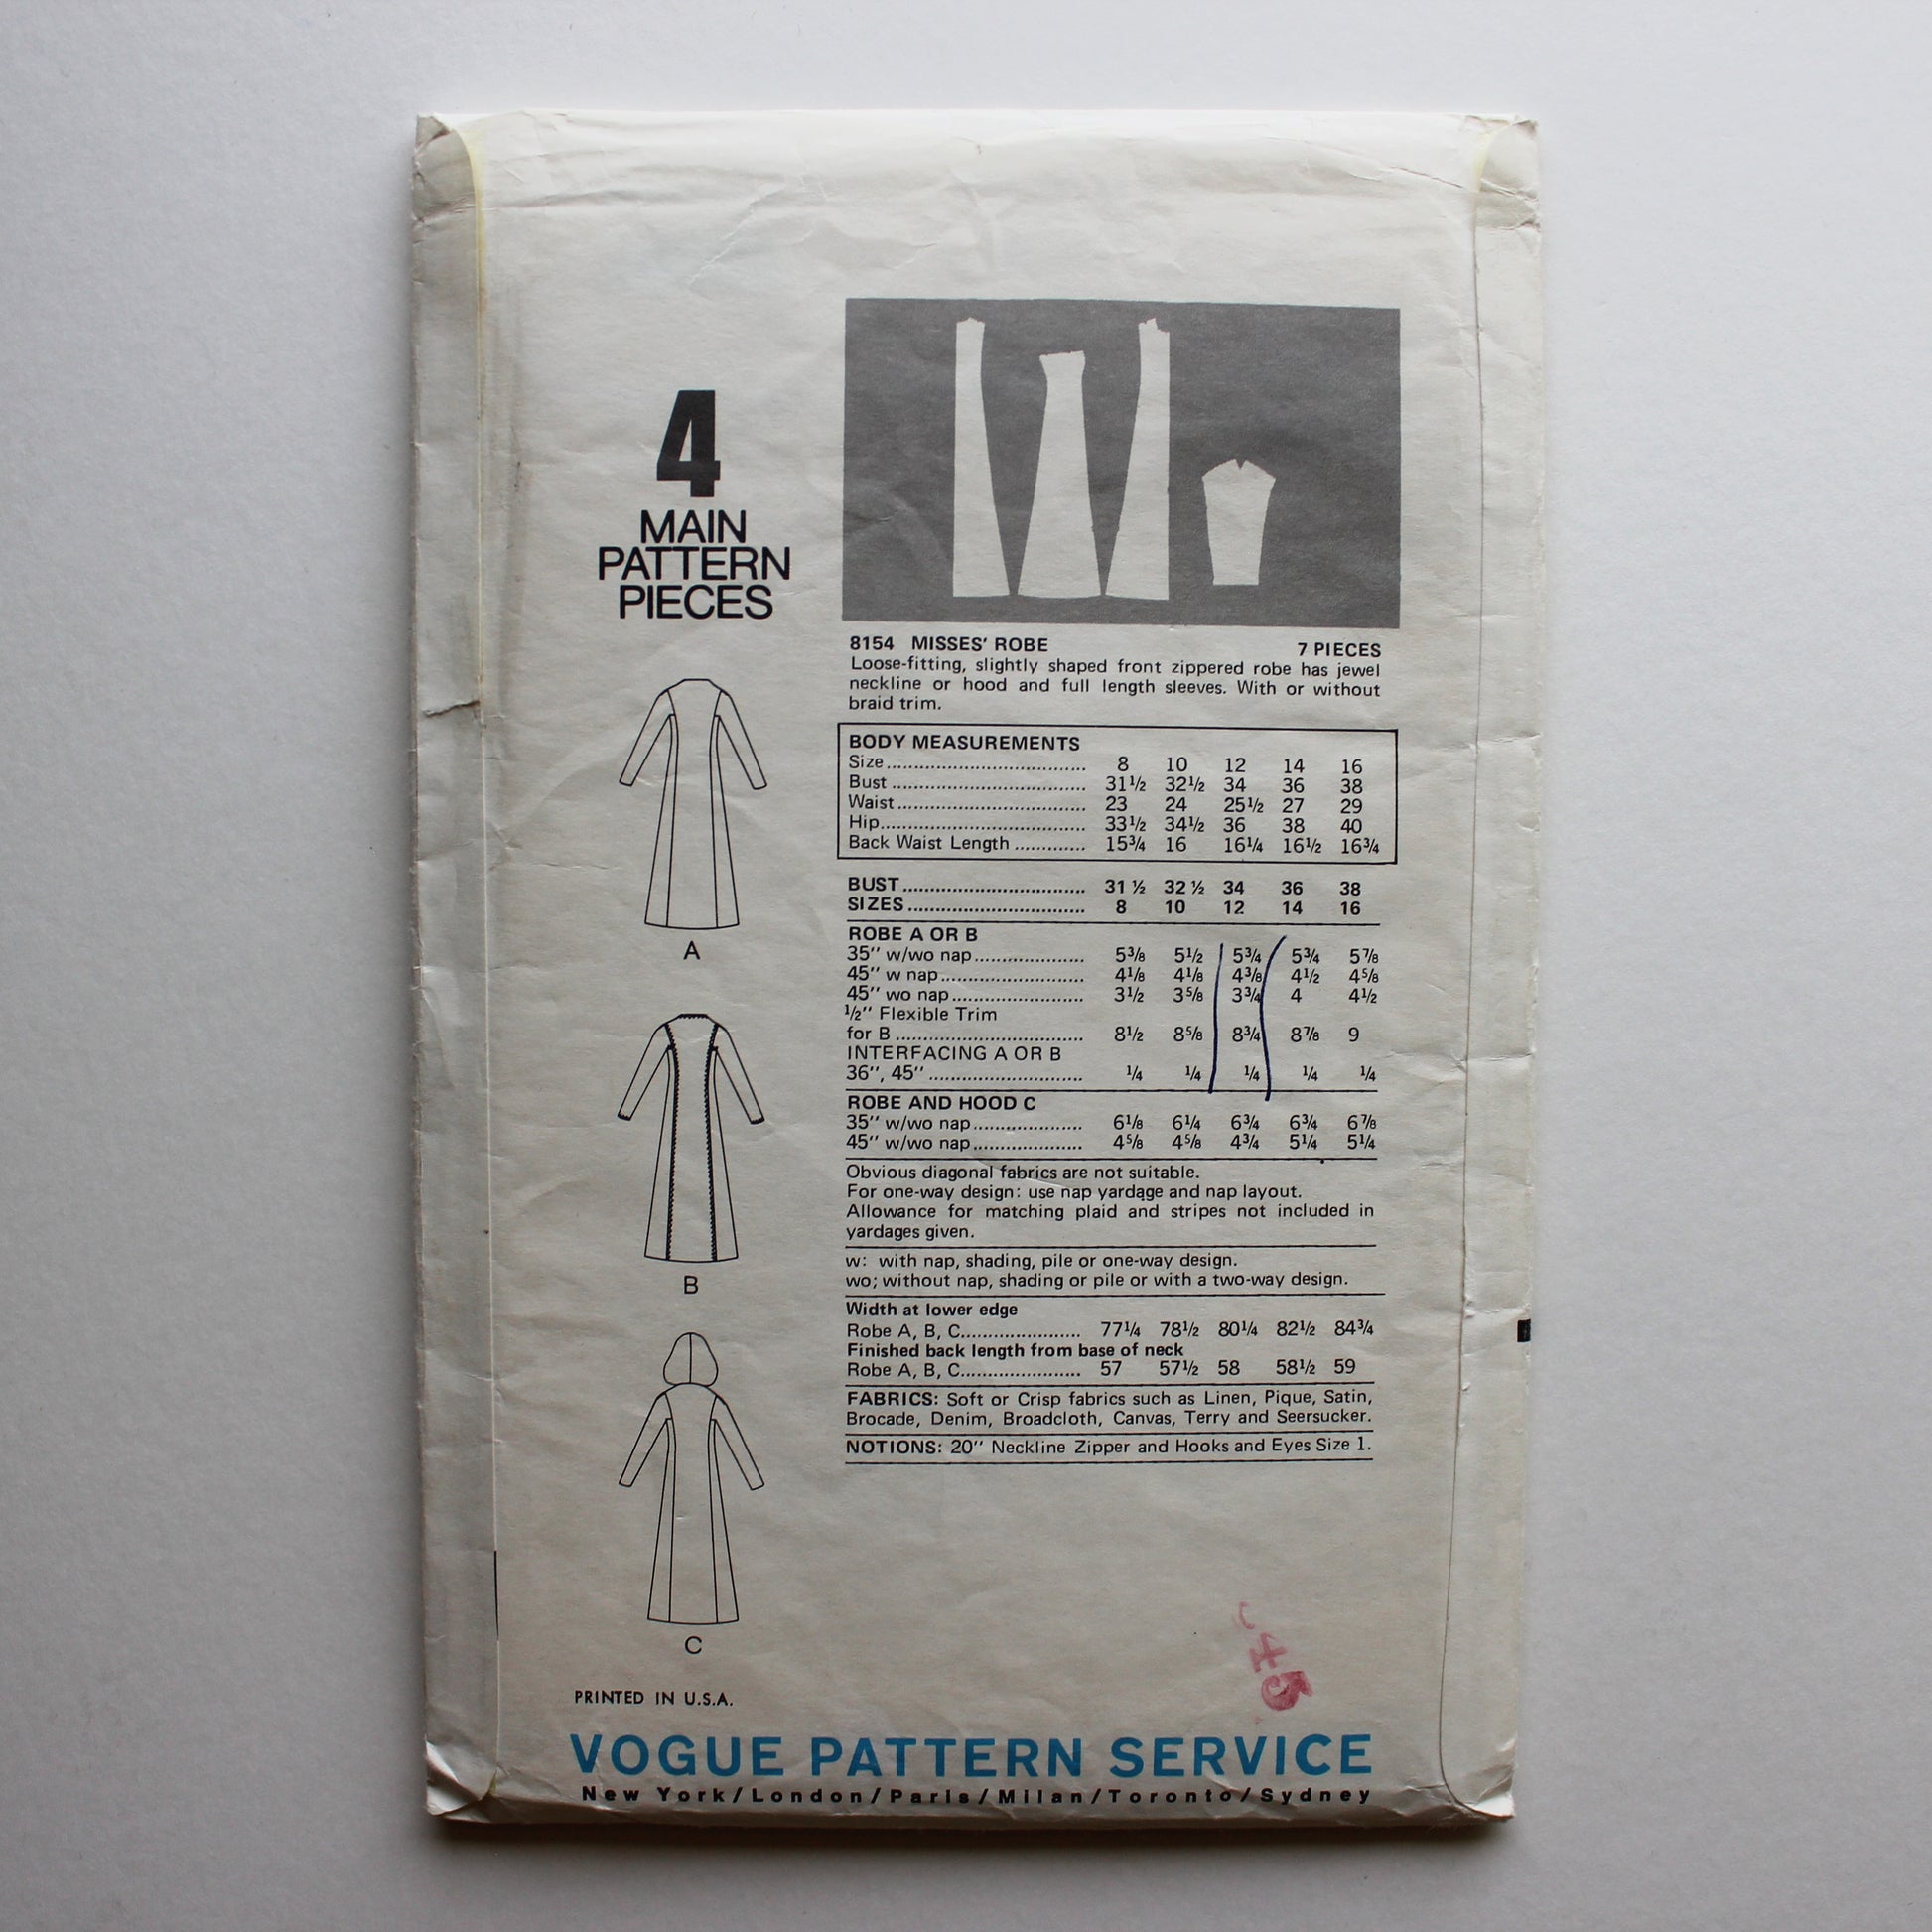 4
MAIN
PATTERN
PIECES
8154 MISSES' ROBE 7 PIECES
Loose-fitting, slightly shaped front zippered robe has jewel
neckline or hood and full length sleeves. With or without
braid trim.
BODY MEASUREMENTS
Size 8 10 12 14 16
Bust 31½ 32½ 34 36 38
Waist 23 24 25½ 27 29
Hip 33½ 34½ 36 38 40
Back Waist Length 15¾ 16 16¼ 16½ 16¾
BUST 31 ½ 32 ½ 34 36 38
SIZES 8 10 12 14 16
ROBE A OR B
35" w/wo nap 5⅜ 5½ 5¾ 5¾ 5⅞
45" w nap 4⅛ 4⅛ 4⅜ 4½ 4⅝
45" wo nap 3½ 3⅝ 3¾ 4 4½
½" Flexible Trim
for B 8½ 8⅝ 8¾ 8⅞ 9
INTERFACING A OR B
36", 45" ¼ ¼ ¼ ¼ ¼
ROBE AND HOOD C
35" w/wo nap 6⅛ 6¼ 6¾ 6¾ 6⅞
45" w/wo nap 4⅝ 4⅝ 4¾ 5¼ 5¼
Obvious diagonal fabrics are not suitable.
For one-way design: use nap yardage and nap layout.
Allowance for matching plaid and stripes not included in
yardages given.
w: with nap, shading, pile or one-way design.
wo; without nap, shading or pile or with a two-way design.
Width at lower edge
Robe A, B, C 77¼ 78½ 80¼ 82½ 84¾
Finished back length from base of neck
Robe A, B, C 57 57½ 58 58½ 59
FABRICS: Soft or Crisp fabrics such as Linen, Pique, Satin,
Brocade, Denim, Broadcloth, Canvas, Terry and Seersucker.
NOTIONS: 20" Neckline Zipper and Hooks and Eyes Size 1.
A
B
C
PRINTED IN U.S.A.
VOGUE PATTERN SERVICE
New York/London/Paris/Milan/Toronto/Sydney